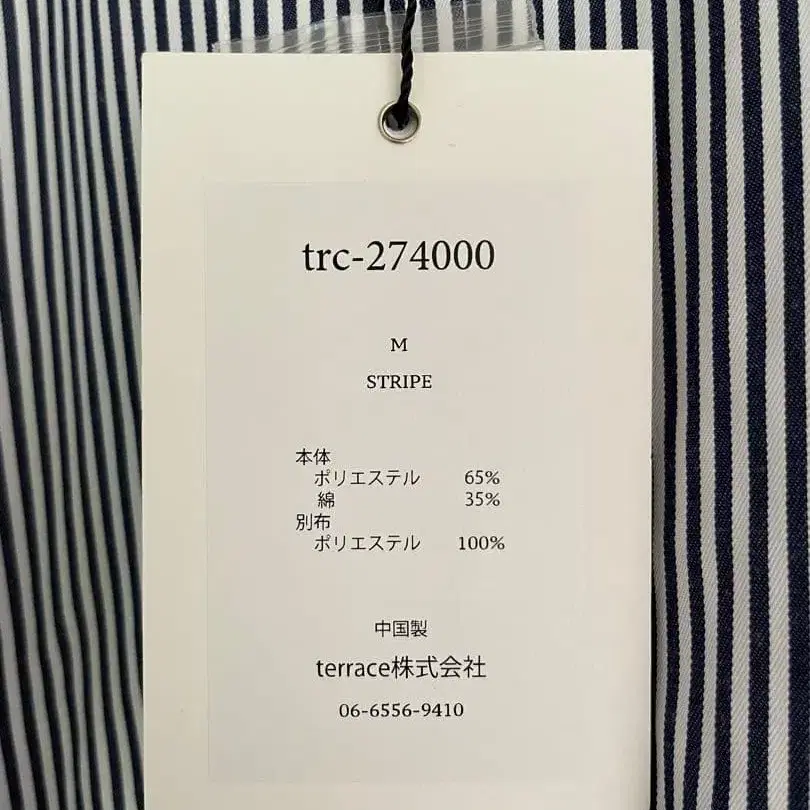 trc-274000
M
STRIPE
本体
ポリエステル 65%
綿 35%
別布
ポリエステル 100%
中国製
terrace株式会社
06-6556-9410